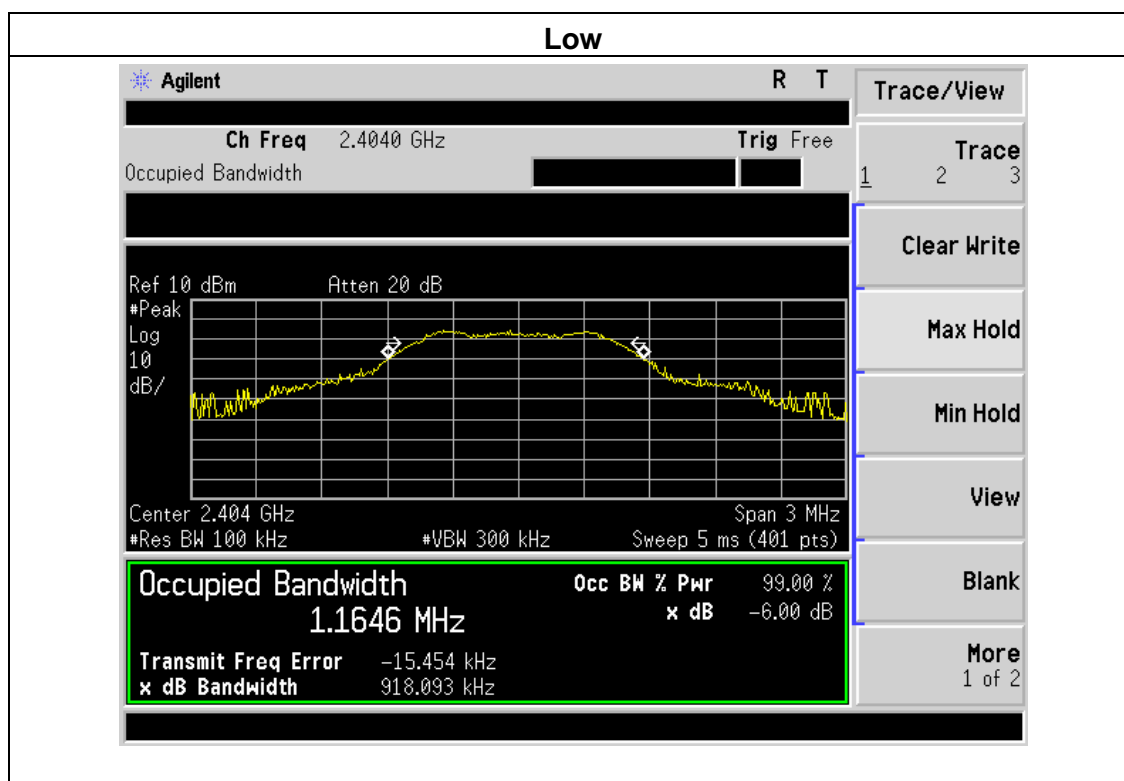 Low
Agilent
R T
Ch Freq 2.4040 GHz
Trig Free
Occupied Bandwidth
Ref 10 dBm
Atten 20 dB
#Peak
Log
10
dB/
Center 2.404 GHz
Span 3 MHz
#Res BW 100 kHz
#VBW 300 kHz
Sweep 5 ms (401 pts)
Occupied Bandwidth
1.1646 MHz
Occ BW % Pwr 99.00 %
x dB -6.00 dB
Transmit Freq Error -15.454 kHz
x dB Bandwidth 918.093 kHz
Trace/View
Trace
1 2 3
Clear Write
Max Hold
Min Hold
View
Blank
More
1 of 2